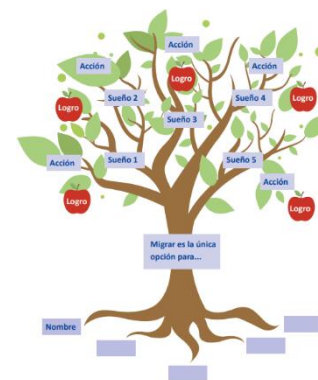 Acción
Acción
Acción
Logro
Sueño 2
Sueño 4
Logro
Logro
Sueño 3
Acción
Sueño 1
Sueño 5
Acción
Logro
Logro
Migrar es la única
opción para...
Nombre